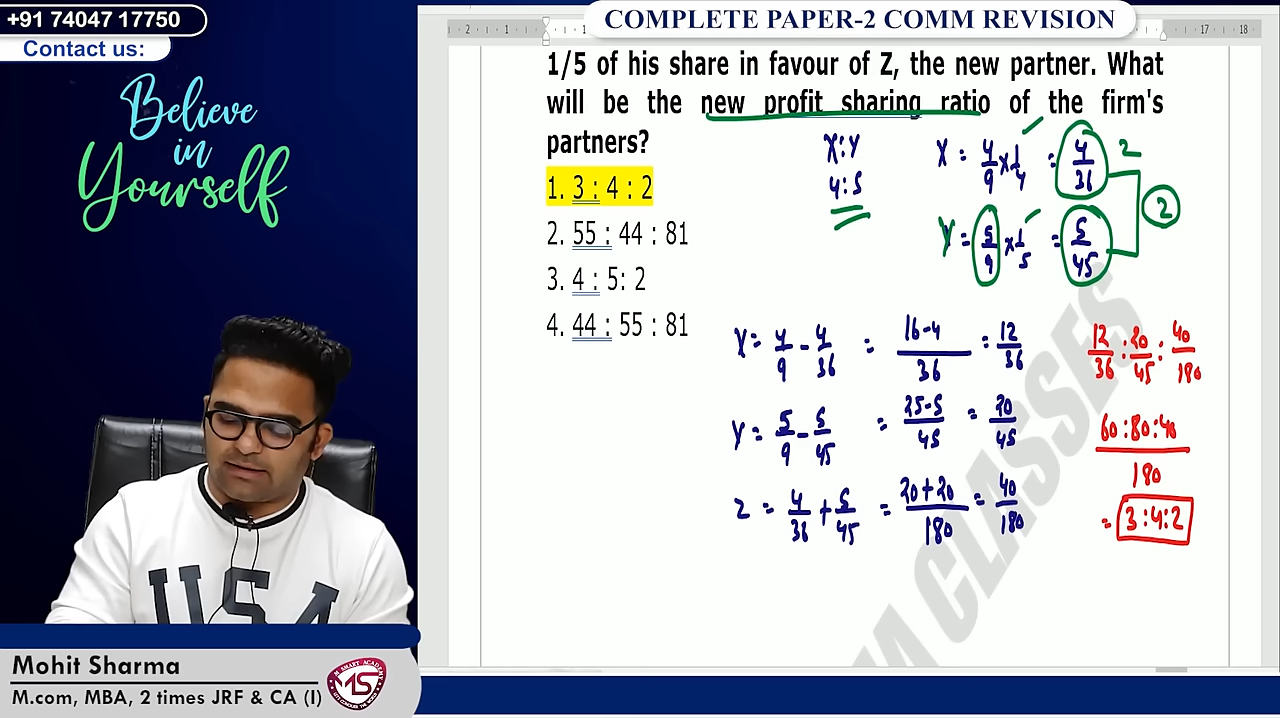 +91 74047 17750
Contact us:
COMPLETE PAPER-2 COMM REVISION
Believe
in
Yourself
1/5 of his share in favour of Z, the new partner. What
will be the new profit sharing ratio of the firm's
partners?
1. 3 : 4 : 2
2. 55 : 44 : 81
3. 4 : 5: 2
4. 44 : 55 : 81
X:Y
4:5
X = 4/9 × 1/4 = 4/36
Z
Y = 5/9 × 1/5 = 5/45
Z
X = 4/9 - 4/36 = 16-4/36 = 12/36
Y = 5/9 - 5/45 = 25-5/45 = 20/45
Z = 4/36 + 5/45 = 20+20/180 = 40/180
12/36 : 20/45 : 40/180
60:80:40/180
= 3:4:2
CLASSES
USA
Mohit Sharma
M.com, MBA, 2 times JRF & CA (I)